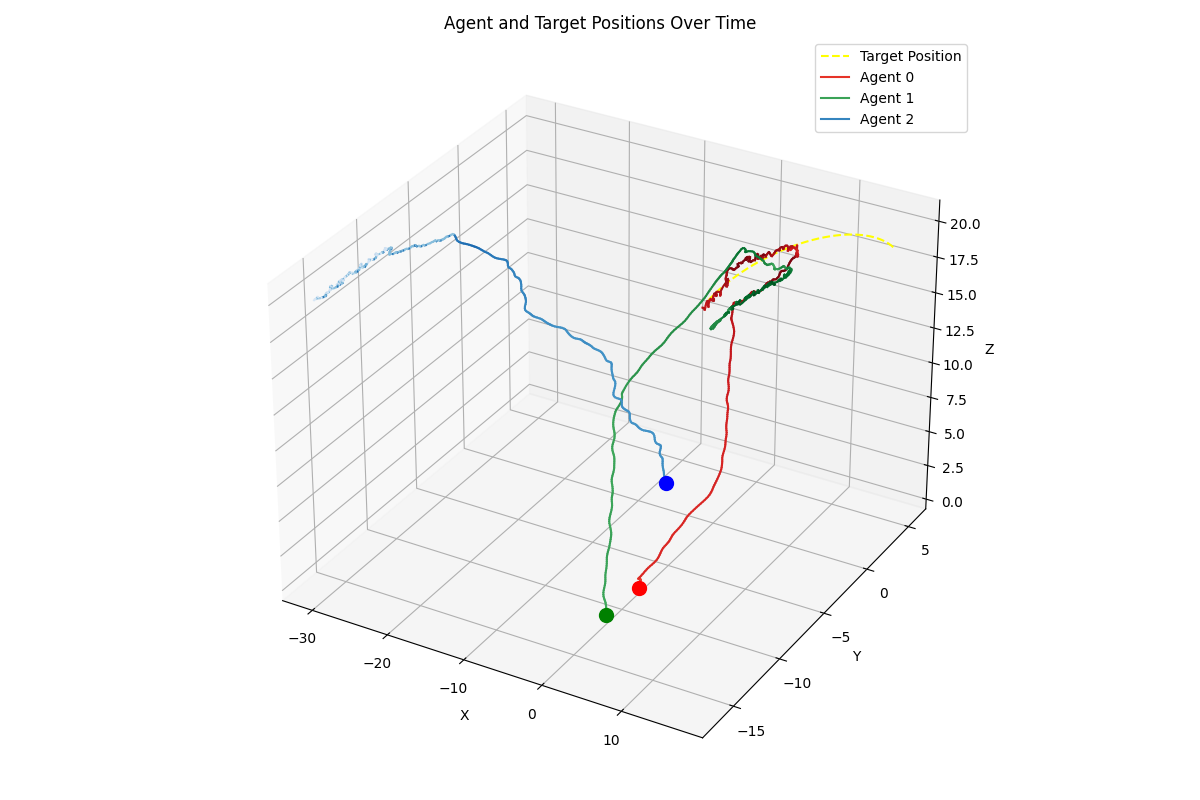 Agent and Target Positions Over Time
Target Position
Agent 0
Agent 1
Agent 2
20.0
17.5
15.0
12.5
10.0
7.5
5.0
2.5
0.0
Z
5
0
−5
−10
−15
Y
−30
−20
−10
0
10
X